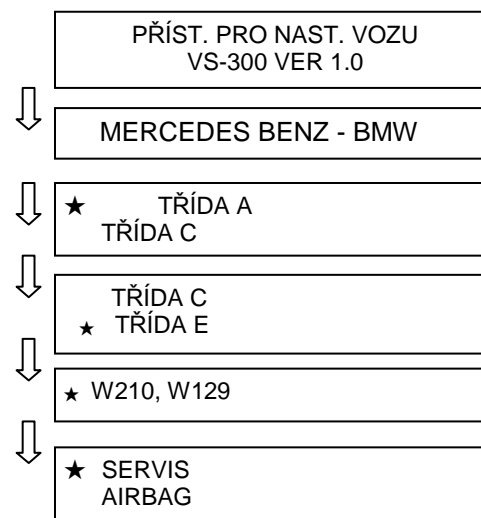 PŘÍST. PRO NAST. VOZU
VS-300 VER 1.0
MERCEDES BENZ - BMW
★ TŘÍDA A
TŘÍDA C
TŘÍDA C
★ TŘÍDA E
★ W210, W129
★ SERVIS
AIRBAG